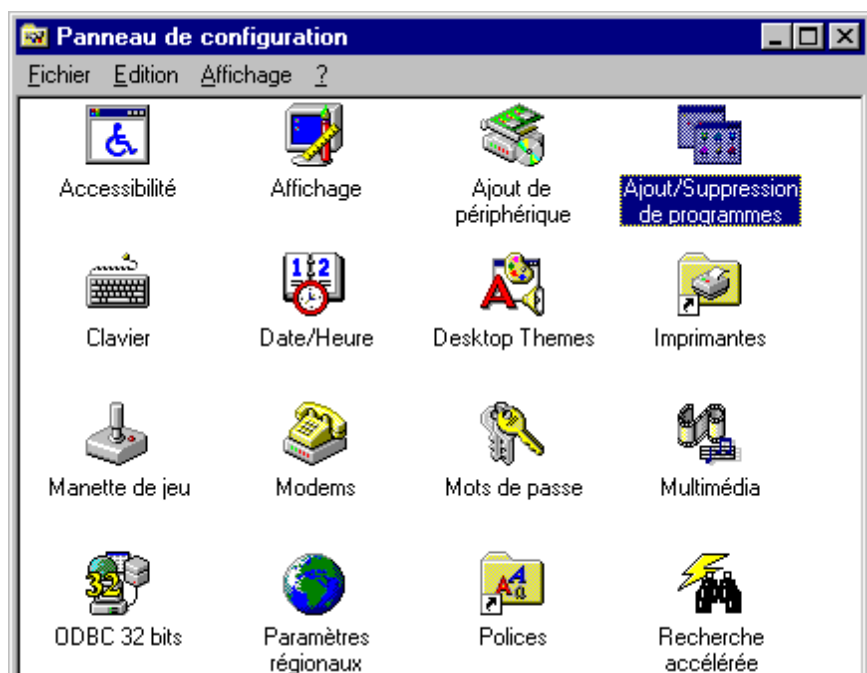 Panneau de configuration
Fichier Edition Affichage ?
Accessibilité
Affichage
Ajout de
périphérique
Ajout/Suppression
de programmes
Clavier
Date/Heure
Desktop Themes
Imprimantes
Manette de jeu
Modems
Mots de passe
Multimédia
ODBC 32 bits
Paramètres
régionaux
Polices
Recherche
accélérée